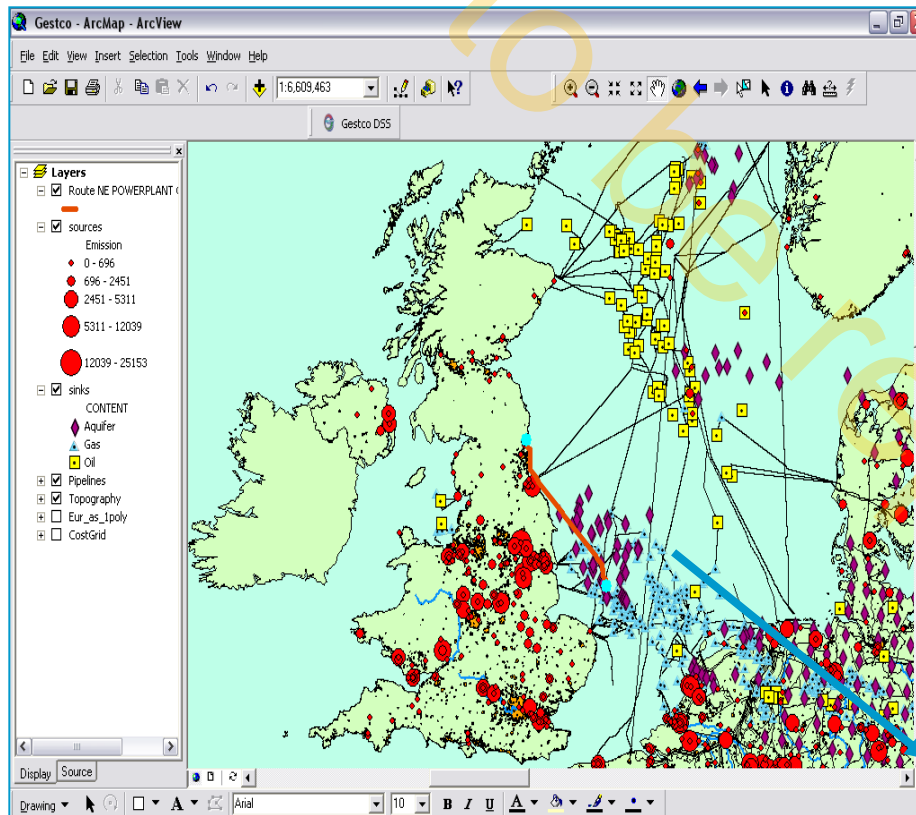 Gestco - ArcMap - ArcView
File Edit View Insert Selection Tools Window Help
1:6,609,463
Gestco DSS
Layers
Route NE POWERPLANT
sources
Emission
0 - 696
696 - 2451
2451 - 5311
5311 - 12039
12039 - 25153
sinks
CONTENT
Aquifer
Gas
Oil
Pipelines
Topography
Eur_as_1poly
CostGrid
Display Source
Drawing A Arial 10 B I U A
o b e r e